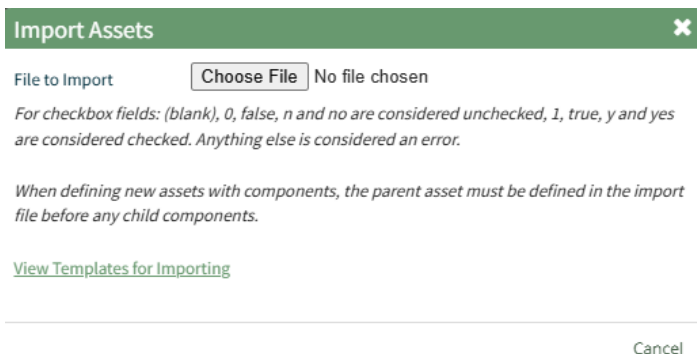 Import Assets
File to Import Choose File No file chosen
For checkbox fields: (blank), 0, false, n and no are considered unchecked, 1, true, y and yes
are considered checked. Anything else is considered an error.
When defining new assets with components, the parent asset must be defined in the import
file before any child components.
View Templates for Importing
Cancel